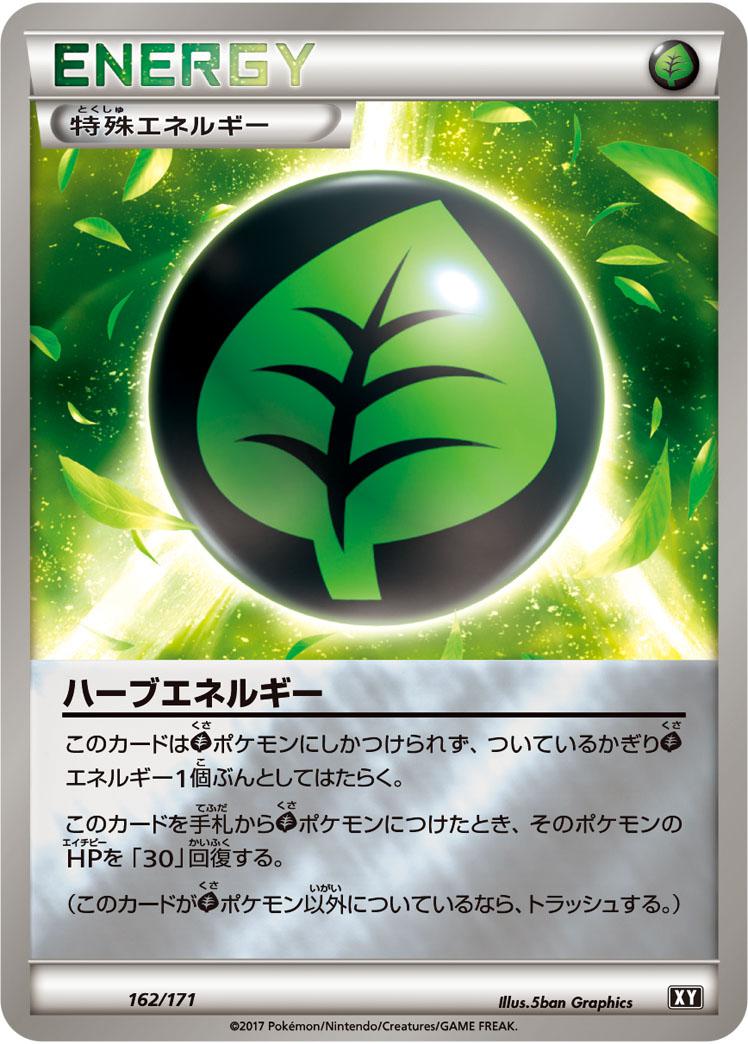 ENERGY
とくしゅ
特殊エネルギー
ハーブエネルギー
くさ くさ
このカードはポケモンにしかつけられず、ついているかぎり
こ
エネルギー1個ぶんとしてはたらく。
てふだ くさ
このカードを手札からポケモンにつけたとき、そのポケモンの
エイチピー かいふく
HPを「30」回復する。
くさ いがい
（このカードがポケモン以外についているなら、トラッシュする。）
162/171
Illus.5ban Graphics
XY
©2017 Pokémon/Nintendo/Creatures/GAME FREAK.